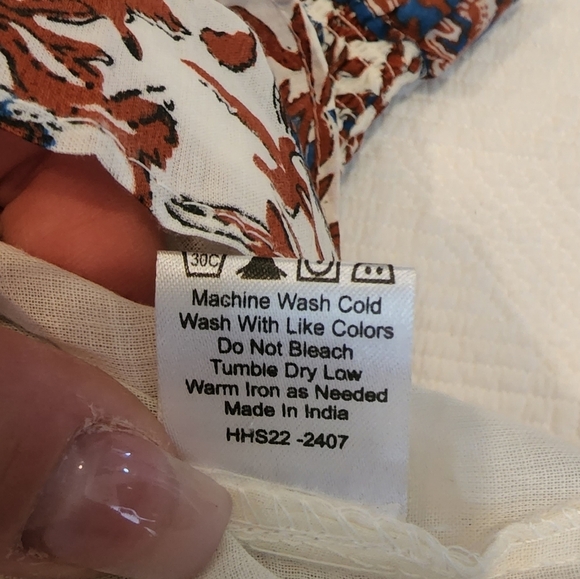 30C
Machine Wash Cold
Wash With Like Colors
Do Not Bleach
Tumble Dry Low
Warm Iron as Needed
Made In India
HHS22 -2407